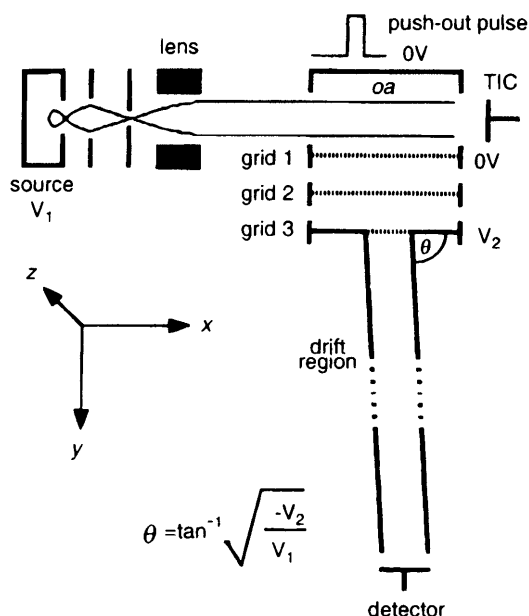 push-out pulse
lens
0V
oa
TIC
grid 1
0V
source
V₁
grid 2
grid 3
V₂
θ
z
x
y
drift
region
θ =tan⁻¹ √ -V₂ / V₁
detector